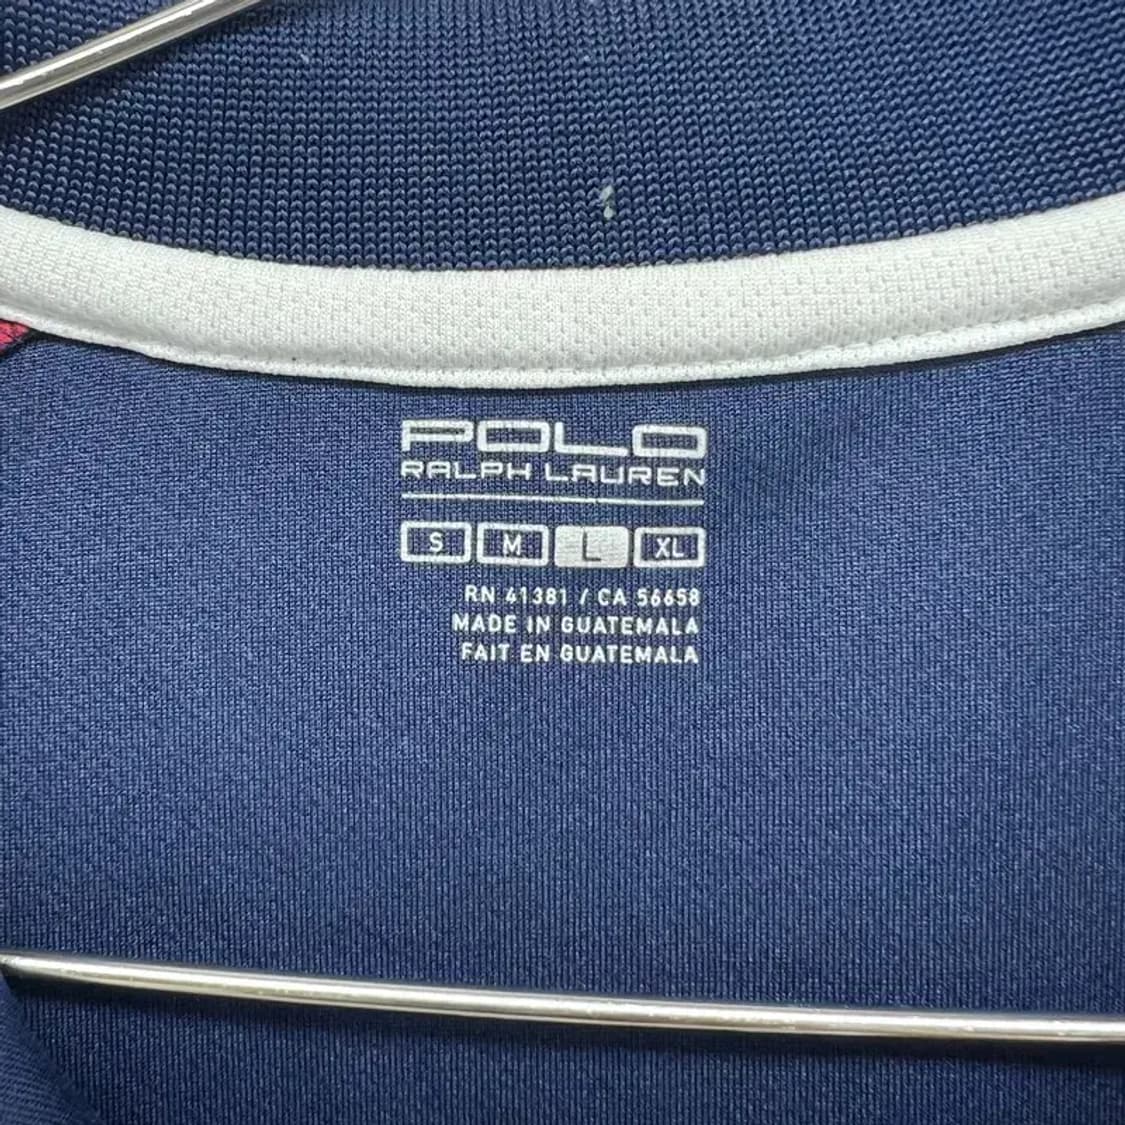 POLO
RALPH LAUREN
S M L XL
RN 41381 / CA 56658
MADE IN GUATEMALA
FAIT EN GUATEMALA